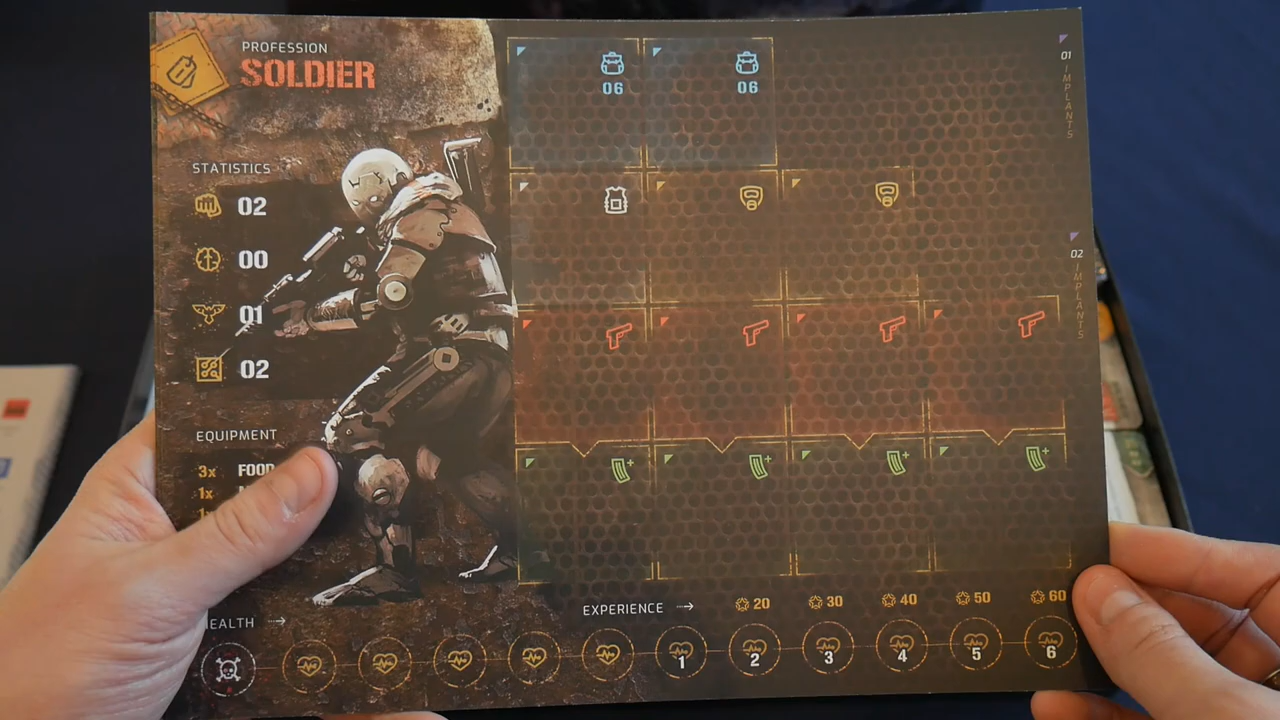 PROFESSION
SOLDIER
STATISTICS
02
00
01
02
EQUIPMENT
3x FOOD
1x
06
06
01 IMPLANTS
02 IMPLANTS
EXPERIENCE
20
30
40
50
60
EALTH
1
2
3
4
5
6